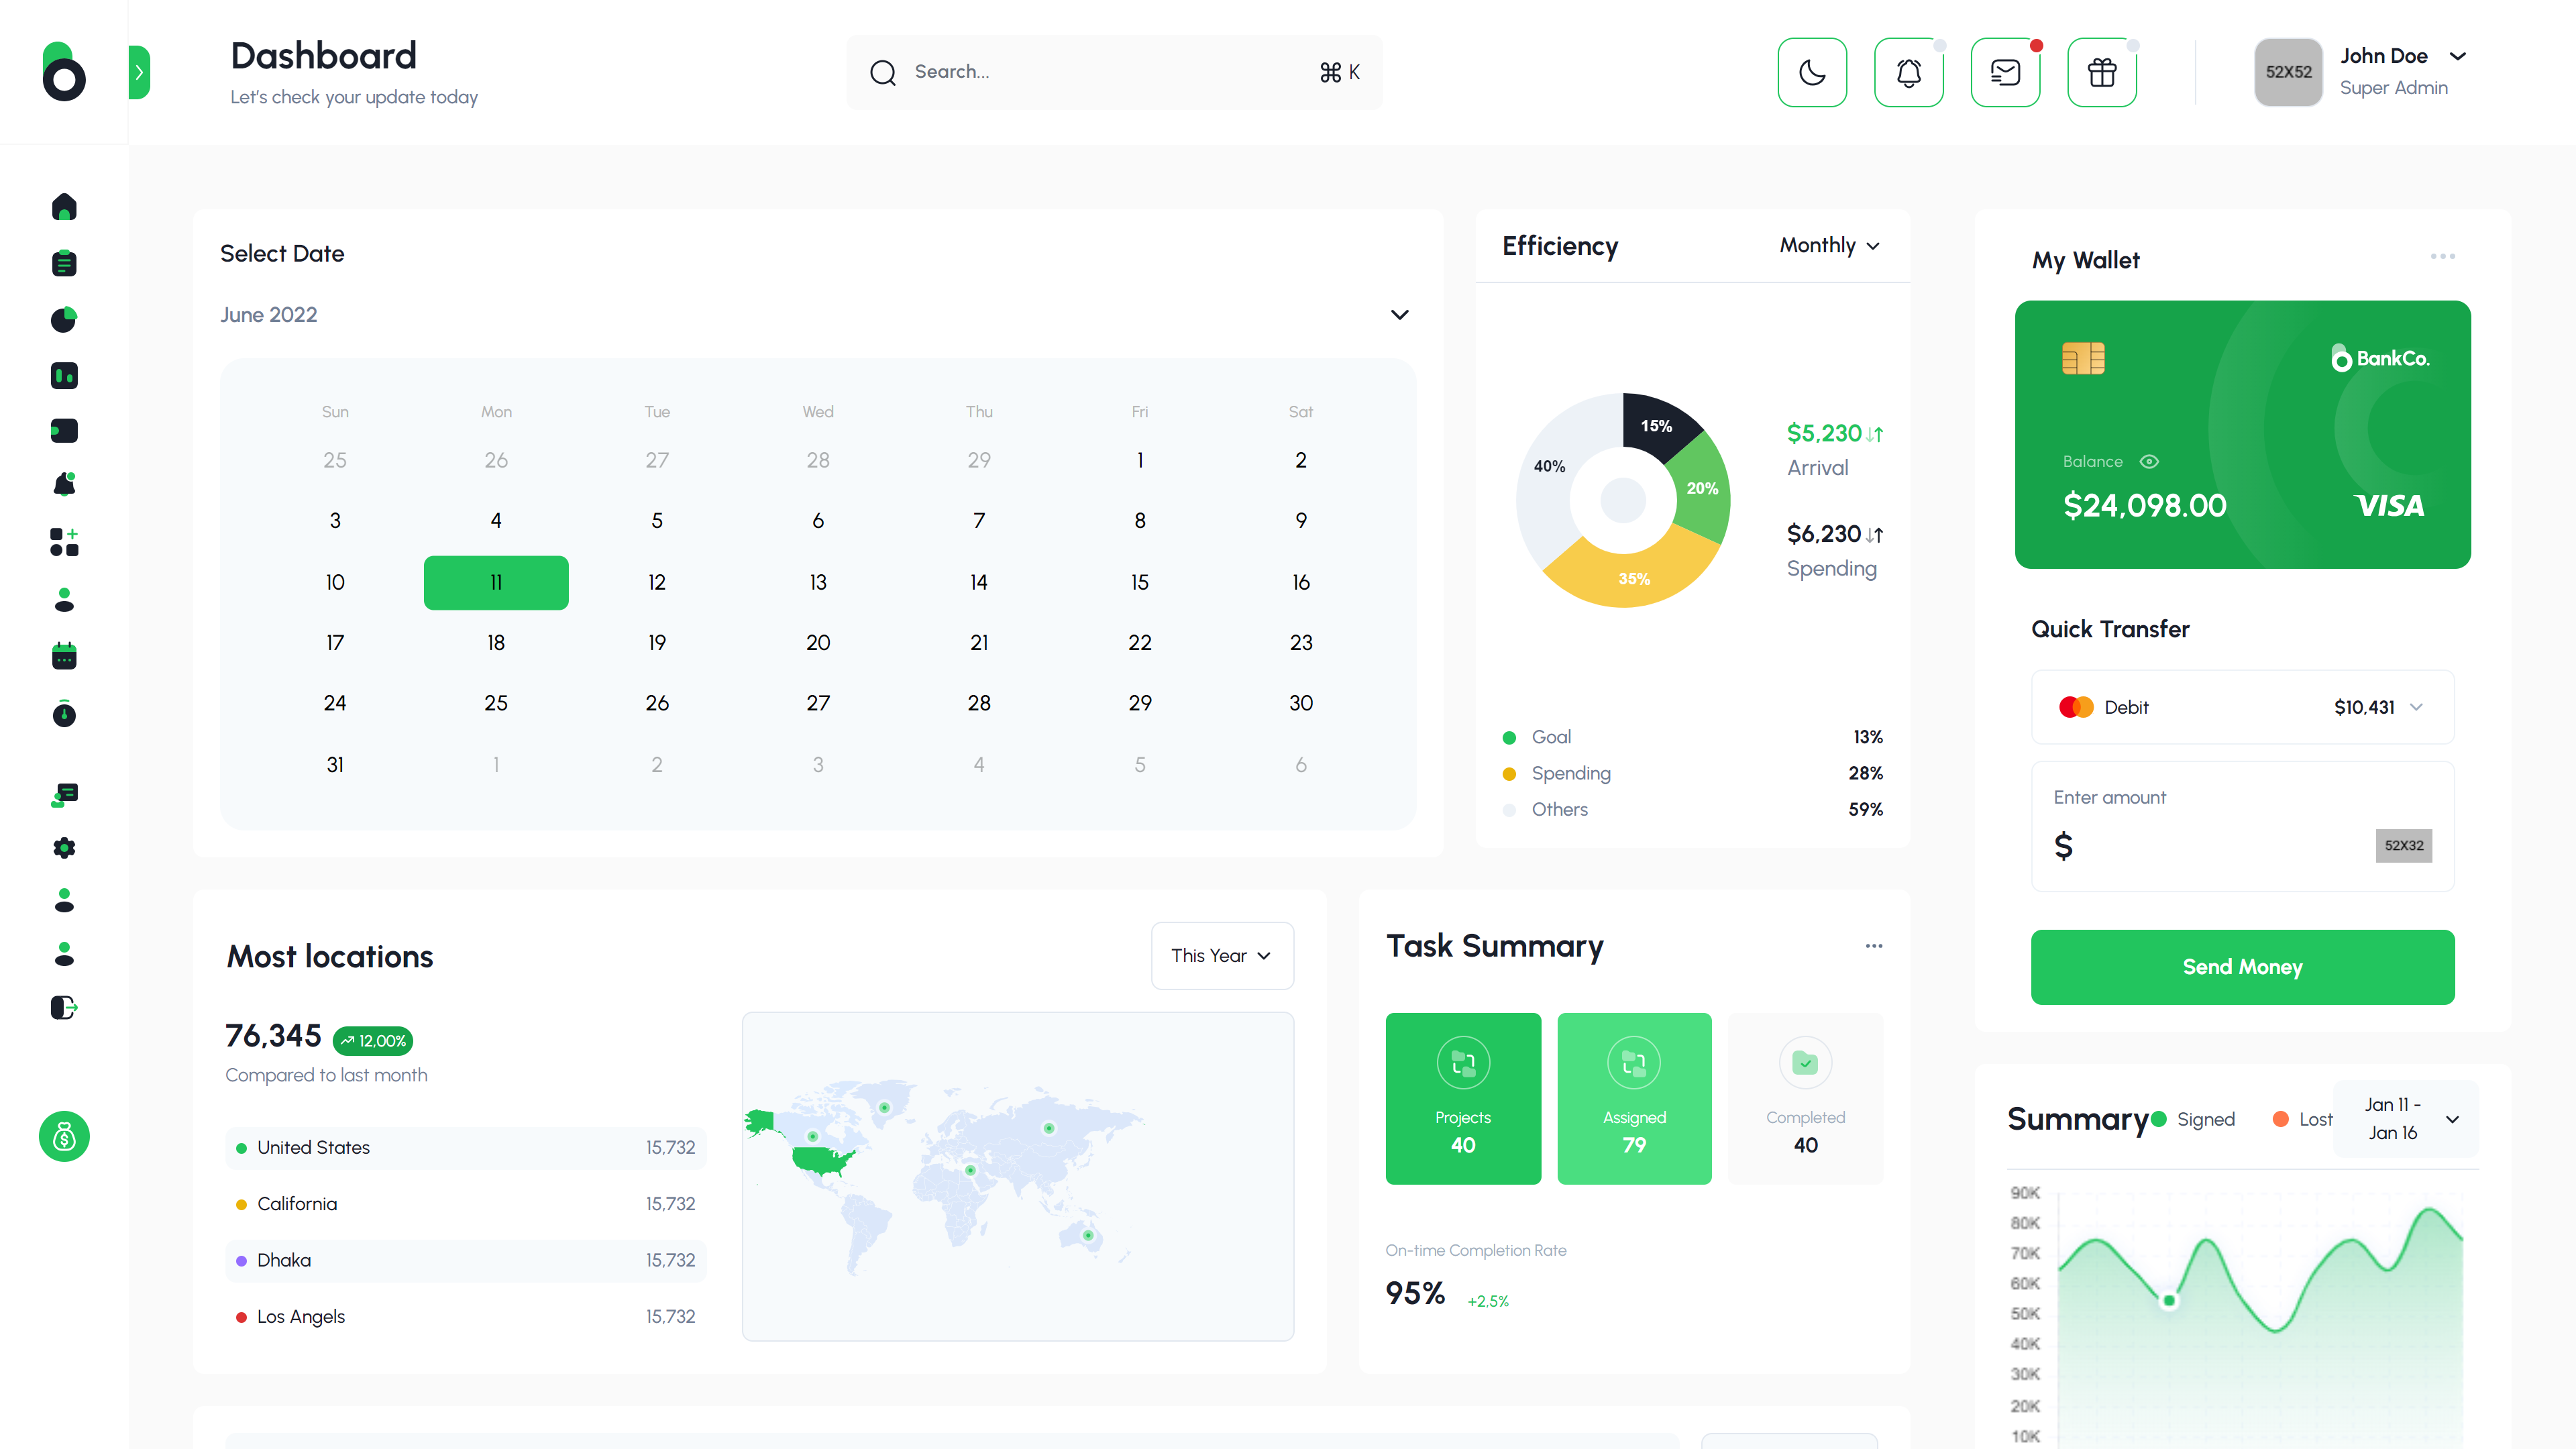 Dashboard
Let's check your update today
Search...
⌘ K
52X52
John Doe
Super Admin
Select Date
June 2022
Sun Mon Tue Wed Thu Fri Sat
25 26 27 28 29 1 2
3 4 5 6 7 8 9
10 11 12 13 14 15 16
17 18 19 20 21 22 23
24 25 26 27 28 29 30
31 1 2 3 4 5 6
Efficiency
Monthly
15%
20%
35%
40%
$5,230
Arrival
$6,230
Spending
Goal 13%
Spending 28%
Others 59%
My Wallet
BankCo.
Balance
$24,098.00
VISA
Quick Transfer
Debit $10,431
Enter amount
$
52X32
Send Money
Most locations
This Year
76,345
12,00%
Compared to last month
United States 15,732
California 15,732
Dhaka 15,732
Los Angels 15,732
Task Summary
Projects
40
Assigned
79
Completed
40
On-time Completion Rate
95% +2,5%
Summary
Signed
Lost
Jan 11 -
Jan 16
90K
80K
70K
60K
50K
40K
30K
20K
10K